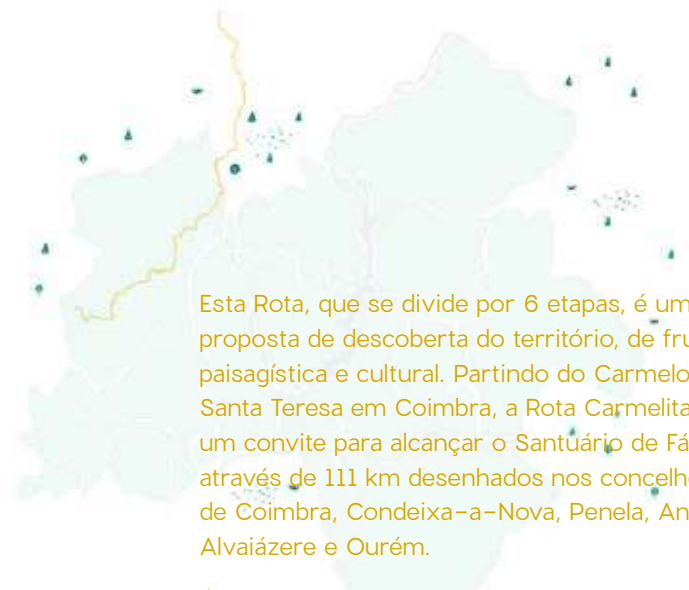 Esta Rota, que se divide por 6 etapas, é um
proposta de descoberta do território, de fru
paisagística e cultural. Partindo do Carmelo
Santa Teresa em Coimbra, a Rota Carmelita
um convite para alcançar o Santuário de Fá
através de 111 km desenhados nos concelh
de Coimbra, Condeixa-a-Nova, Penela, An
Alvaiázere e Ourém.